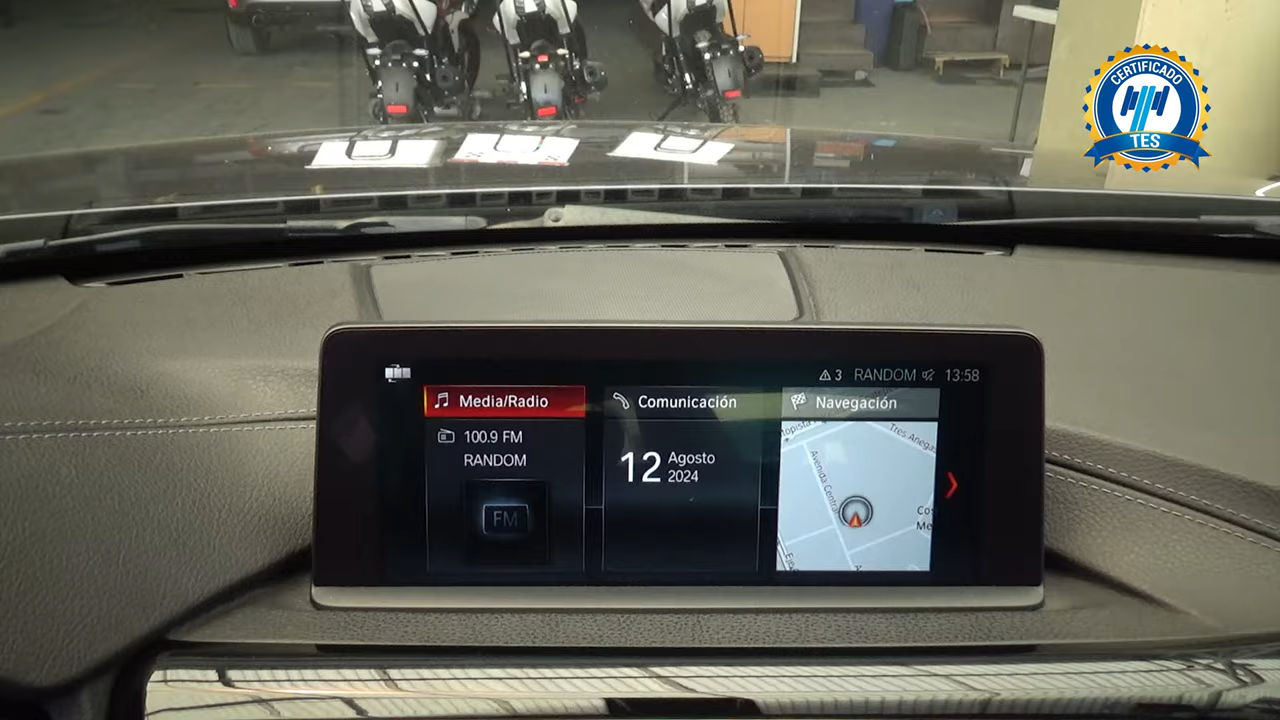 CERTIFICADO
TES
3 RANDOM 13:58
Media/Radio
100.9 FM
RANDOM
FM
Comunicación
12 Agosto
2024
Navegación
Tres Anegas
Avenida Central